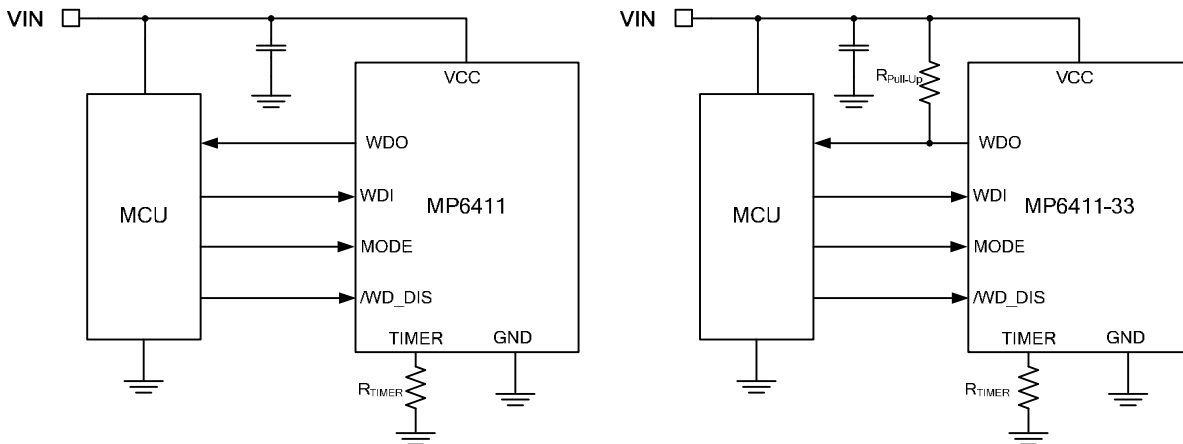 VIN
VCC
WDO
WDI
MCU
MP6411
MODE
/WD_DIS
TIMER
GND
RTIMER
VIN
RPull-Up
VCC
WDO
WDI
MCU
MP6411-33
MODE
/WD_DIS
TIMER
GND
RTIMER